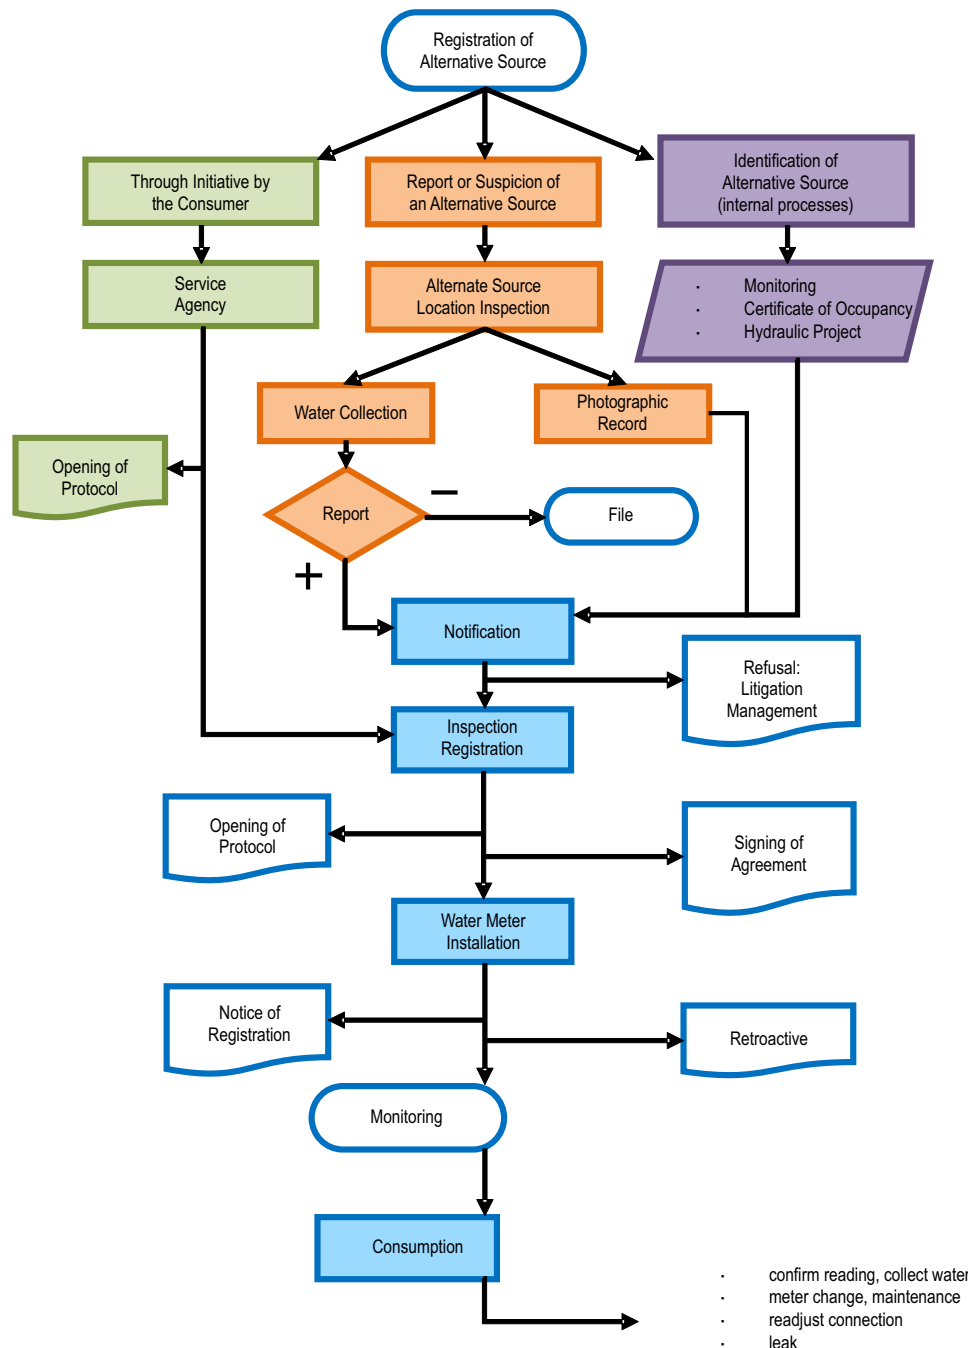 Registration of
Alternative Source
Through Initiative by
the Consumer
Report or Suspicion of
an Alternative Source
Identification of
Alternative Source
(internal processes)
Service
Agency
Alternate Source
Location Inspection
· Monitoring
· Certificate of Occupancy
· Hydraulic Project
Water Collection
Photographic
Record
Opening of
Protocol
Report
−
File
+
Notification
Refusal:
Litigation
Management
Inspection
Registration
Opening of
Protocol
Signing of
Agreement
Water Meter
Installation
Notice of
Registration
Retroactive
Monitoring
Consumption
· confirm reading, collect water
· meter change, maintenance
· readjust connection
· leak